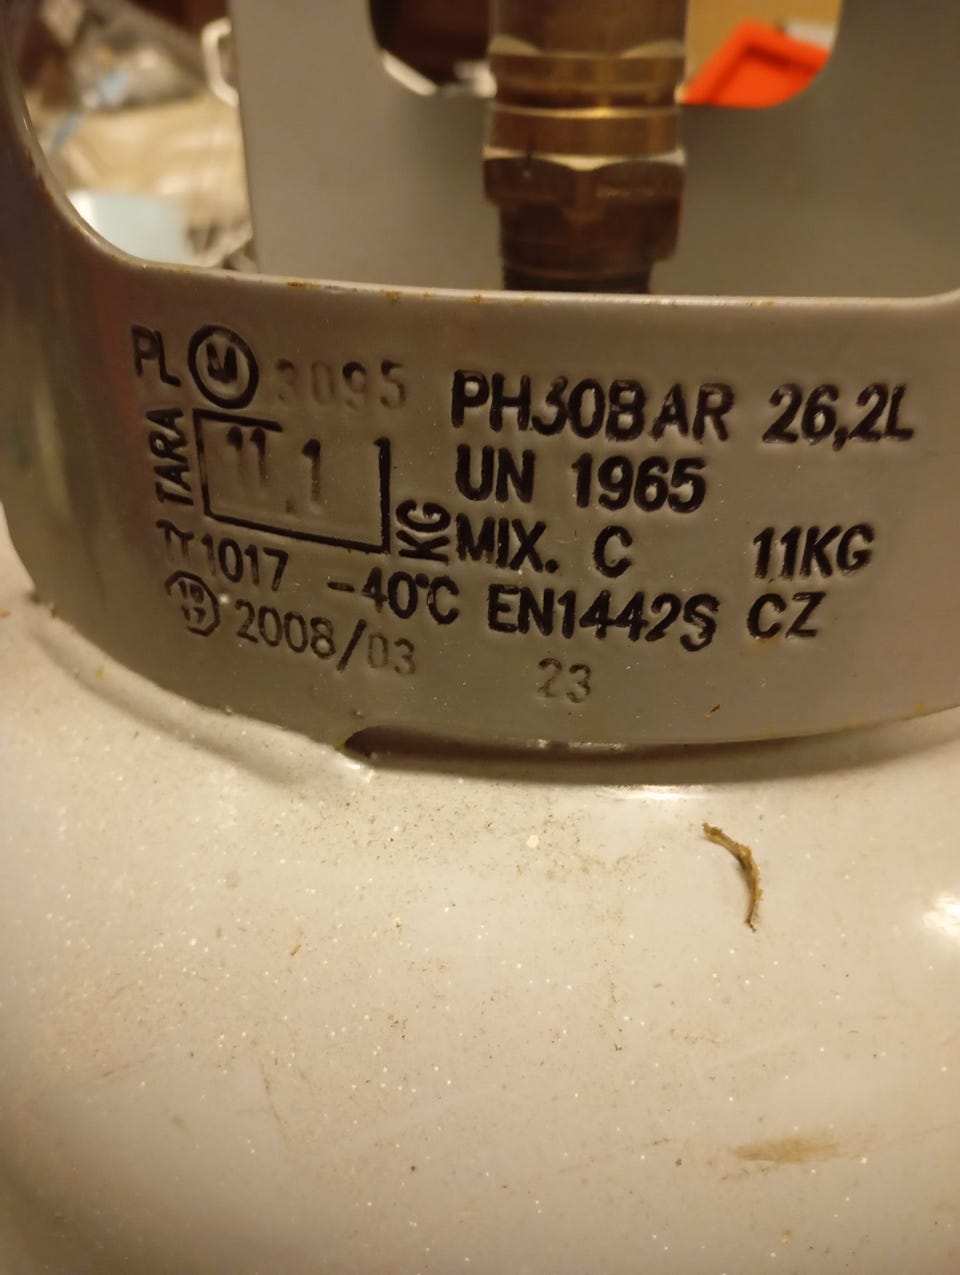 PL M 3095 PH30BAR 26,2L
TARA 11,1 KG UN 1965
MIX. C 11KG
TT1017 -40°C EN1442S CZ
2008/03 23